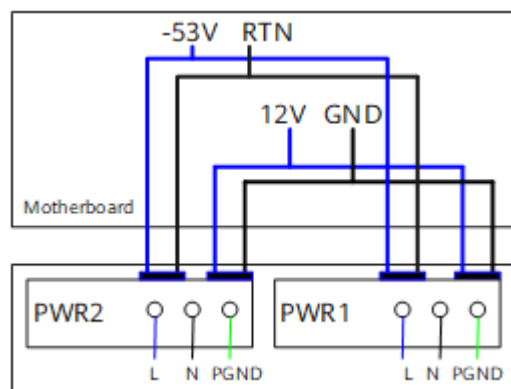 -53V RTN
12V GND
Motherboard
PWR2 PWR1
L N PGND L N PGND